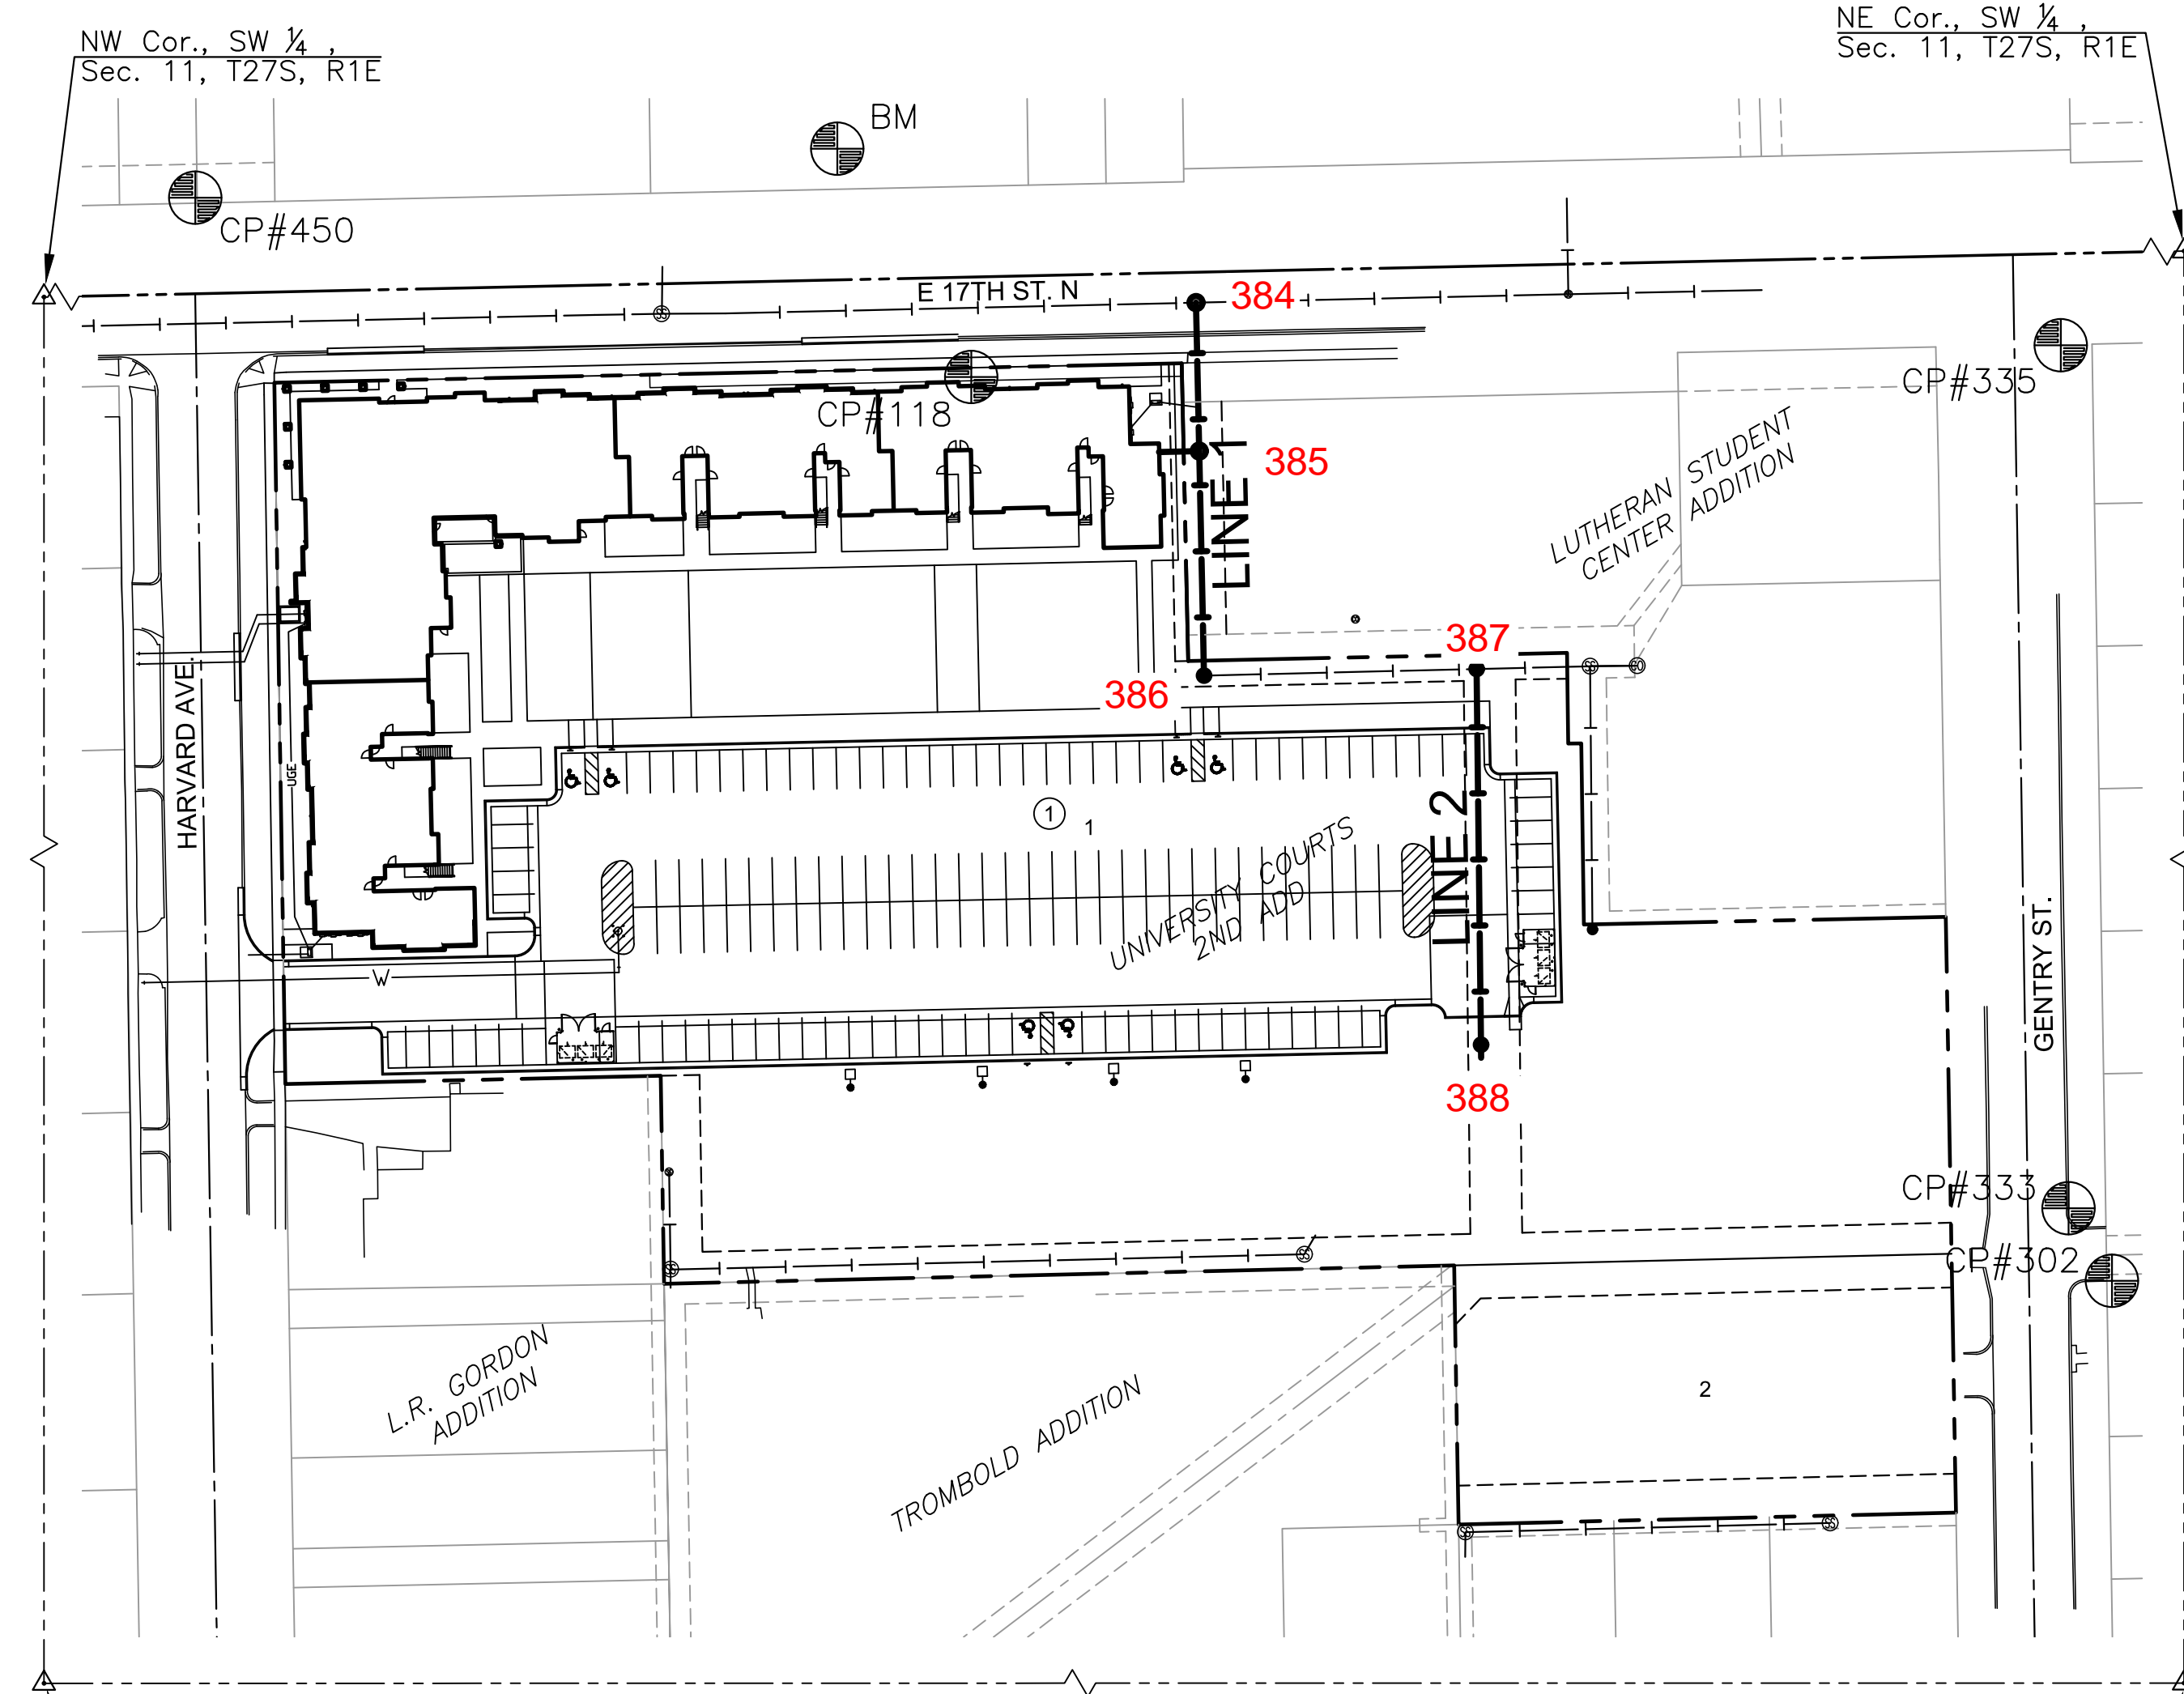 NW Cor., SW ¼ ,
Sec. 11, T27S, R1E
NE Cor., SW ¼ ,
Sec. 11, T27S, R1E
BM
CP#450
E 17TH ST. N
384
CP#335
CP#118
385
LINE 1
LUTHERAN STUDENT
CENTER ADDITION
387
386
HARVARD AVE.
UGE
1
1
LINE 2
UNIVERSITY COURTS
2ND ADD
W
GENTRY ST.
388
CP#333
CP#302
L.R. GORDON
ADDITION
TROMBOLD ADDITION
2